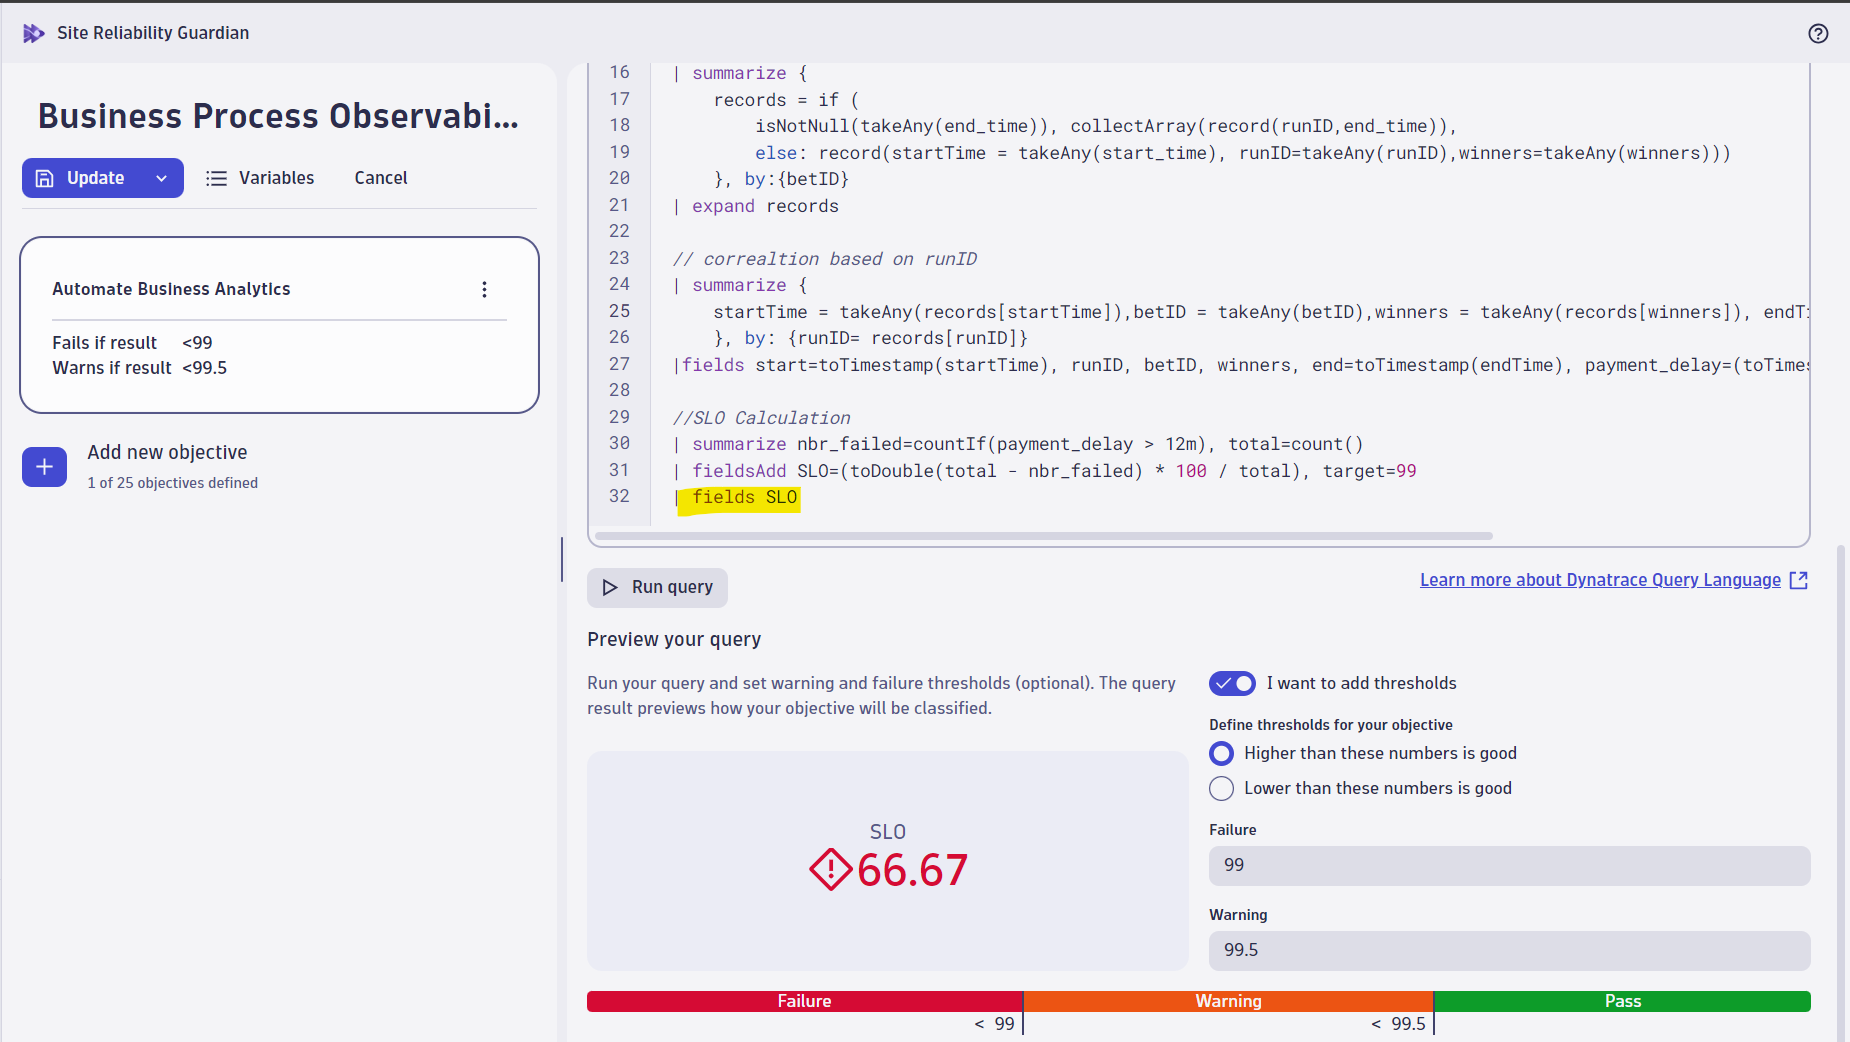 Site Reliability Guardian
Business Process Observabi...
Update
Variables
Cancel
Automate Business Analytics
Fails if result <99
Warns if result <99.5
Add new objective
1 of 25 objectives defined
16 | summarize {
17 records = if (
18 isNotNull(takeAny(end_time)), collectArray(record(runID,end_time)),
19 else: record(startTime = takeAny(start_time), runID=takeAny(runID),winners=takeAny(winners)))
20 }, by:{betID}
21 | expand records
22
23 // correaltion based on runID
24 | summarize {
25 startTime = takeAny(records[startTime]),betID = takeAny(betID),winners = takeAny(records[winners]), endTi
26 }, by: {runID= records[runID]}
27 |fields start=toTimestamp(startTime), runID, betID, winners, end=toTimestamp(endTime), payment_delay=(toTimes
28
29 //SLO Calculation
30 | summarize nbr_failed=countIf(payment_delay > 12m), total=count()
31 | fieldsAdd SLO=(toDouble(total - nbr_failed) * 100 / total), target=99
32 | fields SLO
Run query
Learn more about Dynatrace Query Language
Preview your query
Run your query and set warning and failure thresholds (optional). The query
result previews how your objective will be classified.
SLO
66.67
I want to add thresholds
Define thresholds for your objective
Higher than these numbers is good
Lower than these numbers is good
Failure
99
Warning
99.5
Failure
Warning
Pass
< 99
< 99.5